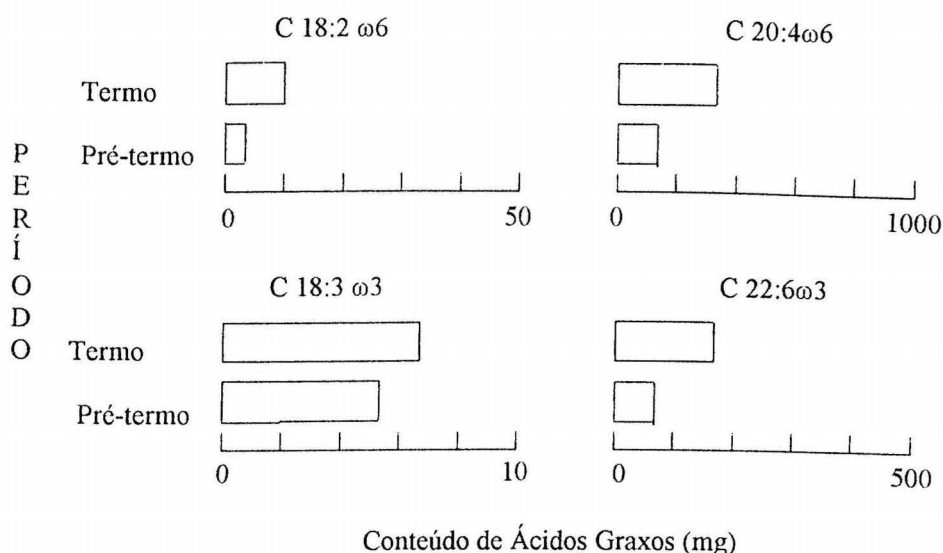 C 18:2 ω6
C 20:4ω6
Termo
Pré-termo
0 50
0 1000
PERÍODO
C 18:3 ω3
C 22:6ω3
Termo
Pré-termo
0 10
0 500
Conteúdo de Ácidos Graxos (mg)